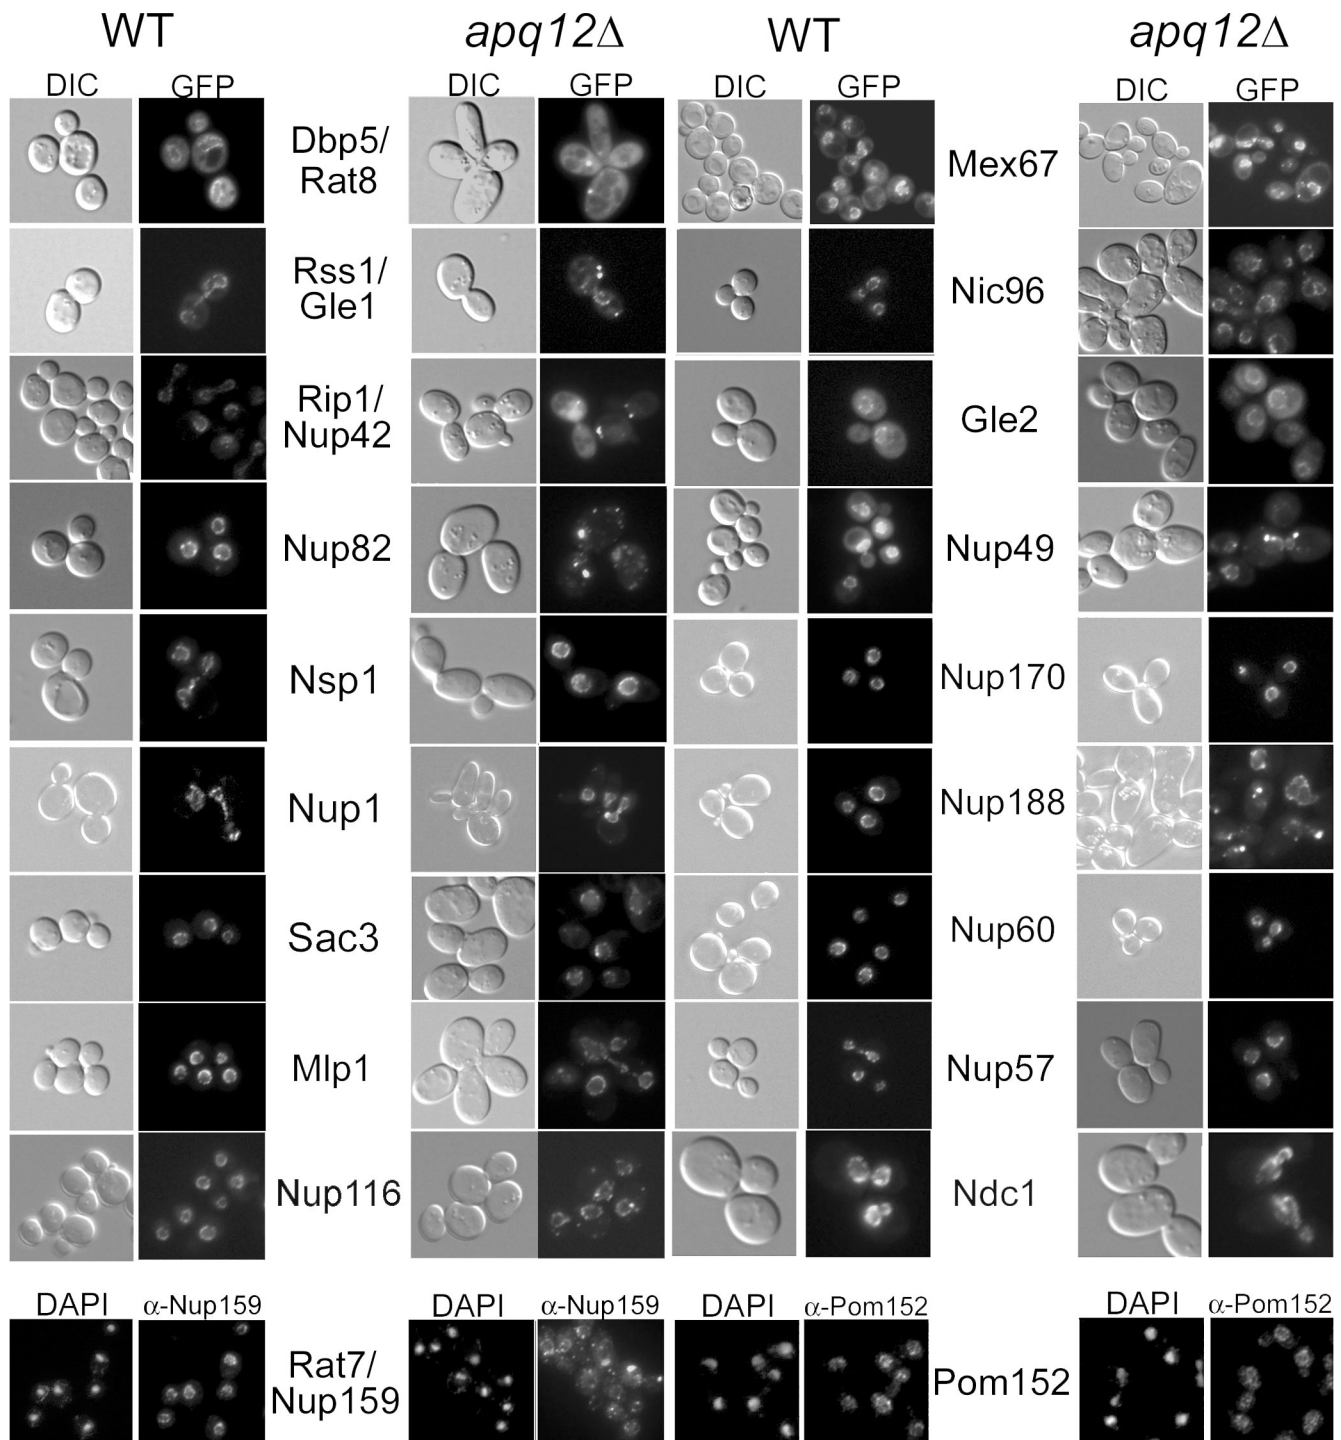 WT apq12Δ WT apq12Δ
DIC GFP DIC GFP DIC GFP DIC GFP
Dbp5/
Rat8
Mex67
Rss1/
Gle1
Nic96
Rip1/
Nup42
Gle2
Nup82
Nup49
Nsp1
Nup170
Nup1
Nup188
Sac3
Nup60
Mlp1
Nup57
Nup116
Ndc1
DAPI α-Nup159 DAPI α-Nup159 DAPI α-Pom152 DAPI α-Pom152
Rat7/
Nup159
Pom152